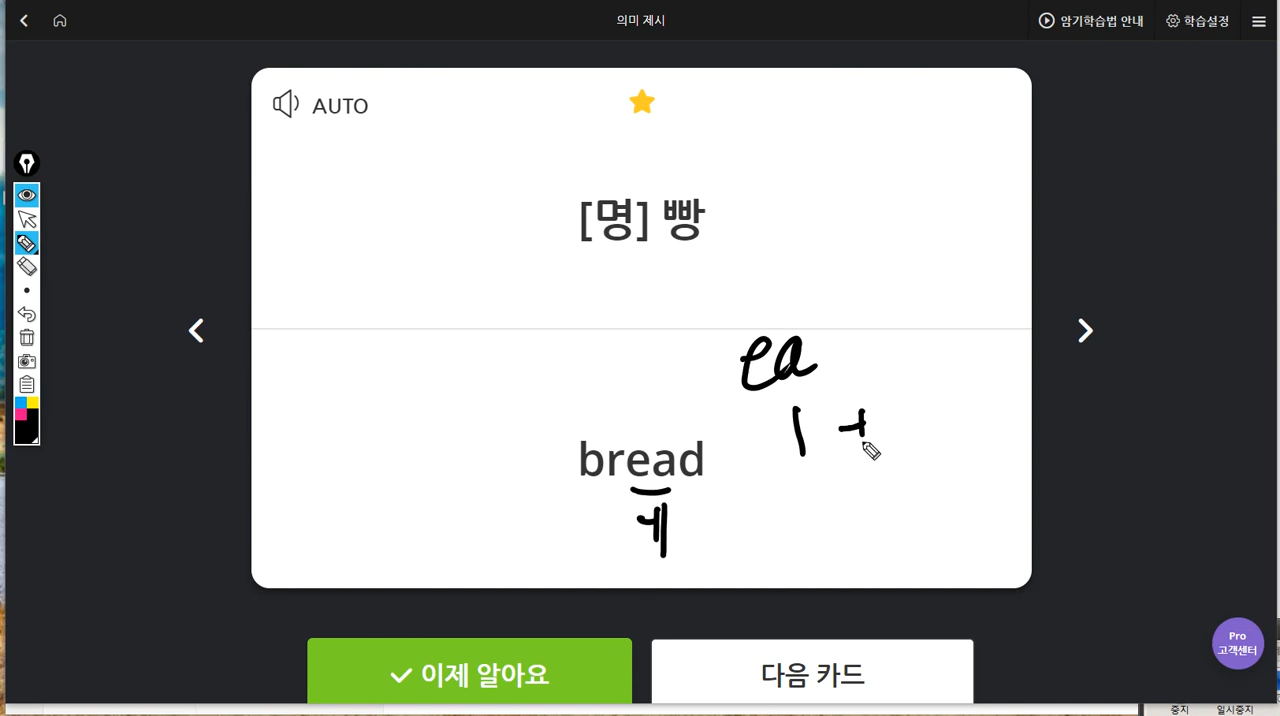 의미 제시
암기학습법 안내
학습설정
AUTO
[명] 빵
ea
ㅣ
bread
ㅔ
이제 알아요
다음 카드
Pro
고객센터
중지
일시중지